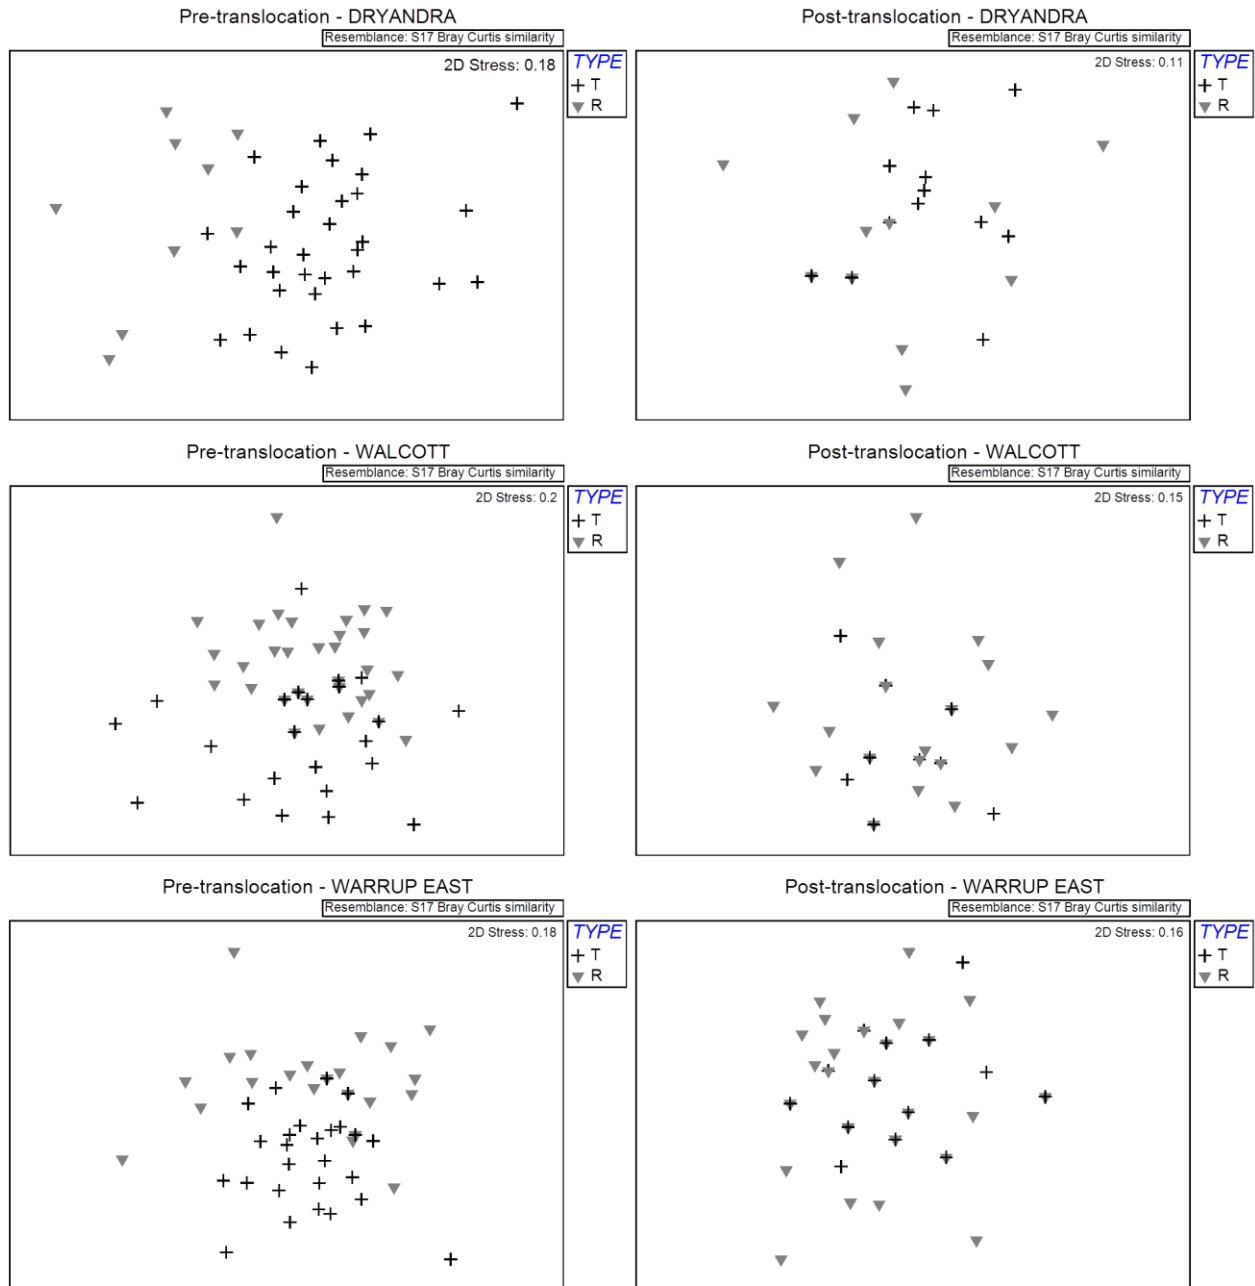 Pre-translocation - DRYANDRA
Resemblance: S17 Bray Curtis similarity
2D Stress: 0.18
TYPE
T
R
Post-translocation - DRYANDRA
Resemblance: S17 Bray Curtis similarity
2D Stress: 0.11
TYPE
T
R
Pre-translocation - WALCOTT
Resemblance: S17 Bray Curtis similarity
2D Stress: 0.2
TYPE
T
R
Post-translocation - WALCOTT
Resemblance: S17 Bray Curtis similarity
2D Stress: 0.15
TYPE
T
R
Pre-translocation - WARRUP EAST
Resemblance: S17 Bray Curtis similarity
2D Stress: 0.18
TYPE
T
R
Post-translocation - WARRUP EAST
Resemblance: S17 Bray Curtis similarity
2D Stress: 0.16
TYPE
T
R